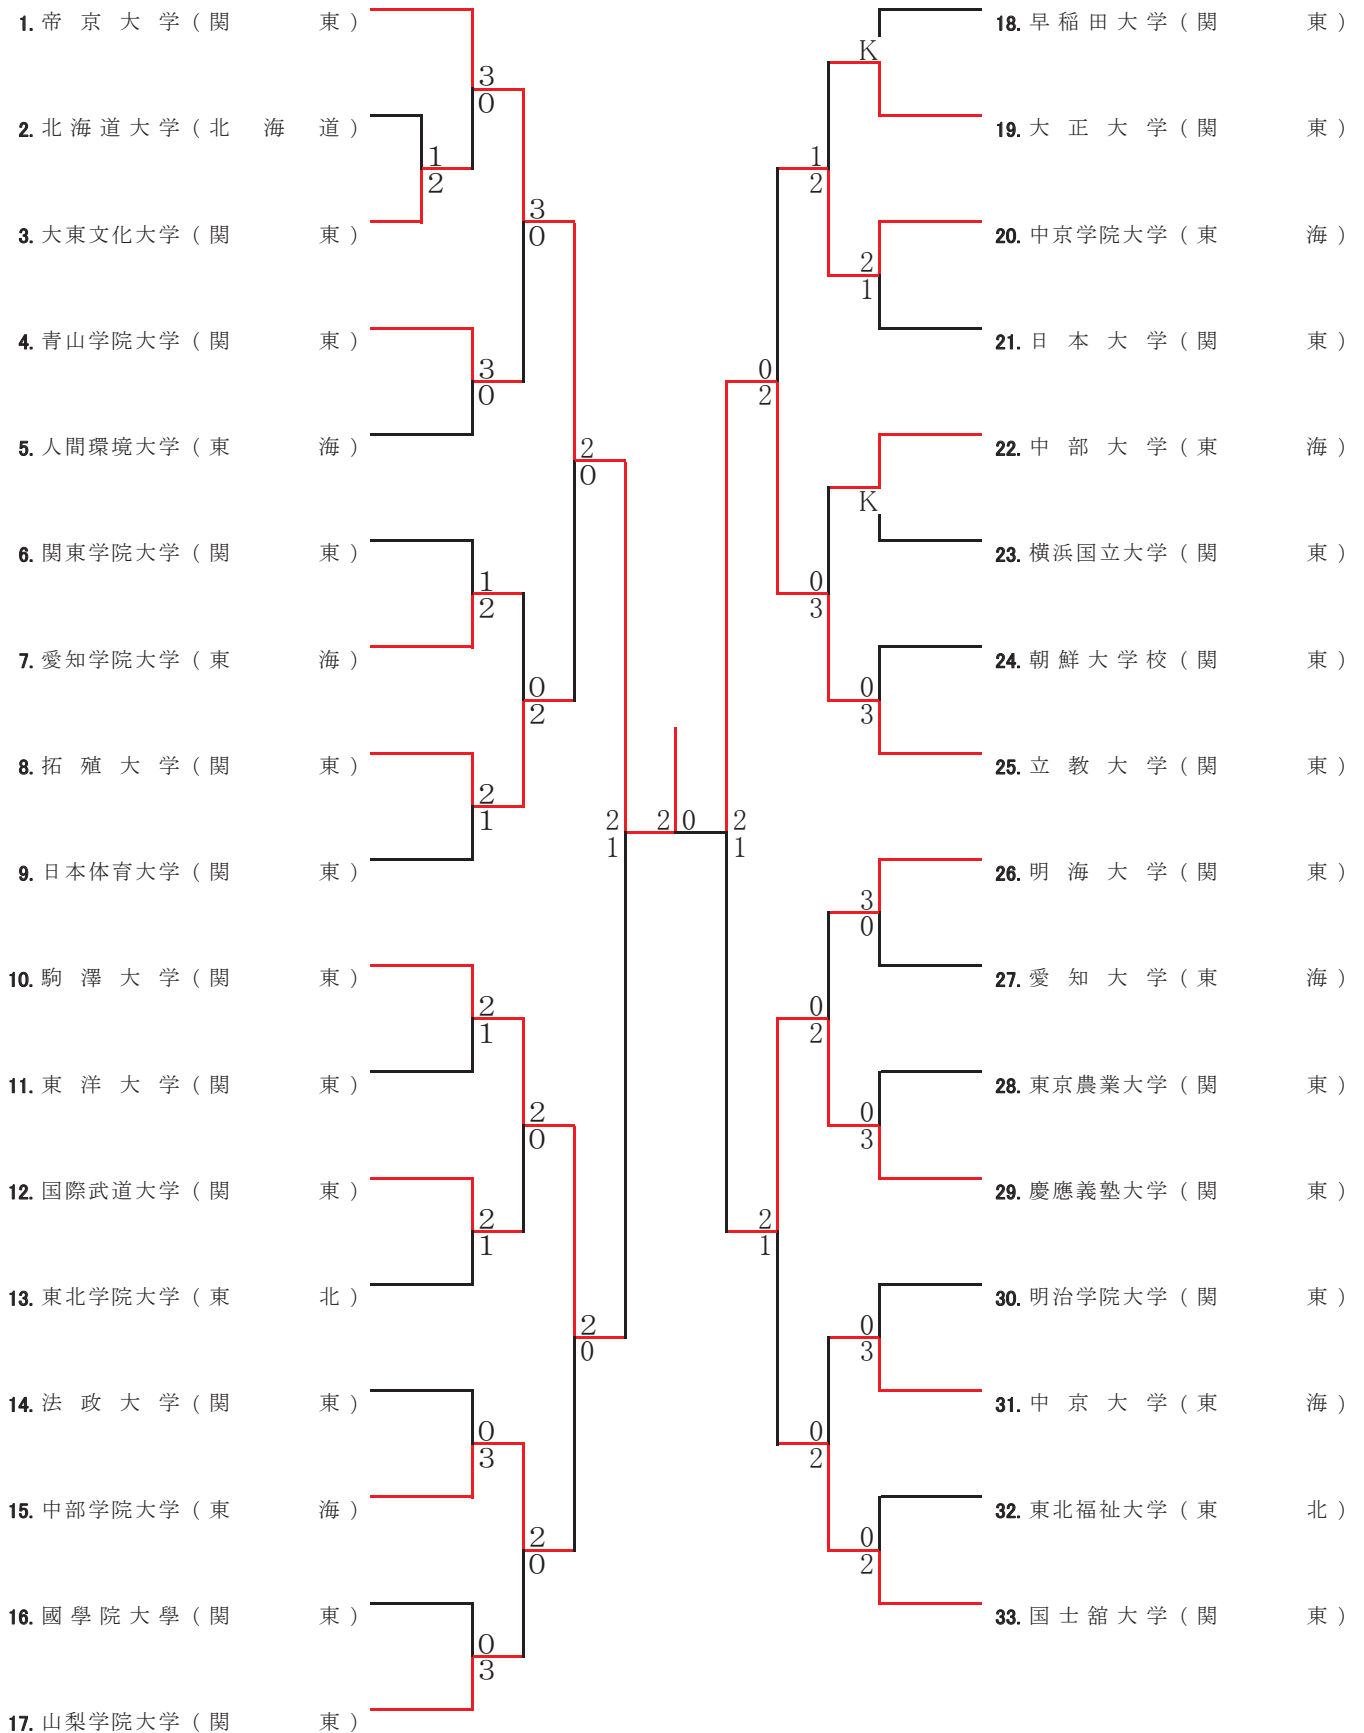 1. 帝京大学(関東)
3
0
2. 北海道大学(北海道)
1
2
3. 大東文化大学(関東)
3
0
4. 青山学院大学(関東)
3
0
5. 人間環境大学(東海)
2
0
6. 関東学院大学(関東)
1
2
7. 愛知学院大学(東海)
0
2
8. 拓殖大学(関東)
2
1
9. 日本体育大学(関東)
2
1
10. 駒澤大学(関東)
2
1
11. 東洋大学(関東)
2
0
12. 国際武道大学(関東)
2
1
13. 東北学院大学(東北)
2
0
14. 法政大学(関東)
0
3
15. 中部学院大学(東海)
2
0
16. 國學院大學(関東)
0
3
17. 山梨学院大学(関東)
2 0
18. 早稲田大学(関東)
K
19. 大正大学(関東)
1
2
20. 中京学院大学(東海)
2
1
21. 日本大学(関東)
0
2
22. 中部大学(東海)
K
23. 横浜国立大学(関東)
0
3
24. 朝鮮大学校(関東)
0
3
25. 立教大学(関東)
2
1
26. 明海大学(関東)
3
0
27. 愛知大学(東海)
0
2
28. 東京農業大学(関東)
0
3
29. 慶應義塾大学(関東)
2
1
30. 明治学院大学(関東)
0
3
31. 中京大学(東海)
0
2
32. 東北福祉大学(東北)
0
2
33. 国士舘大学(関東)